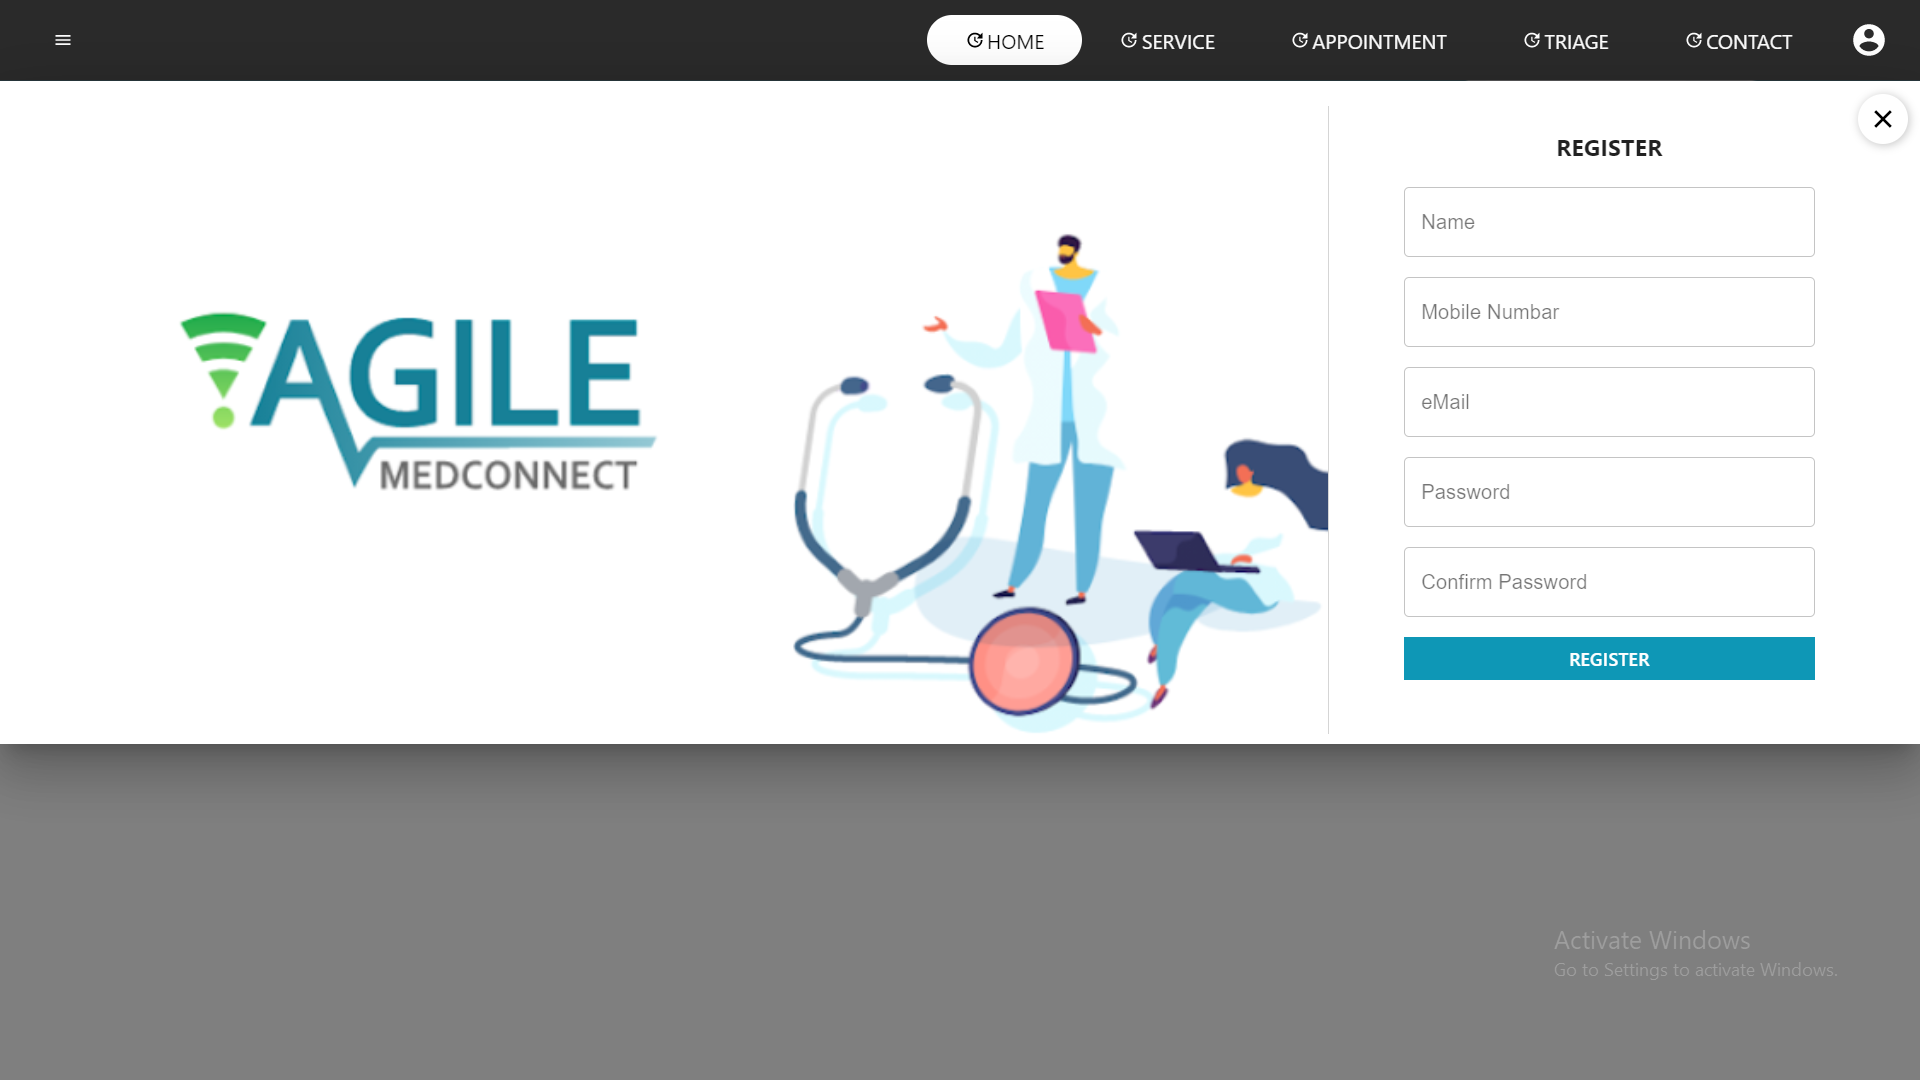 HOME
SERVICE
APPOINTMENT
TRIAGE
CONTACT
AGILE
MEDCONNECT
REGISTER
Name
Mobile Numbar
eMail
Password
Confirm Password
REGISTER
Activate Windows
Go to Settings to activate Windows.